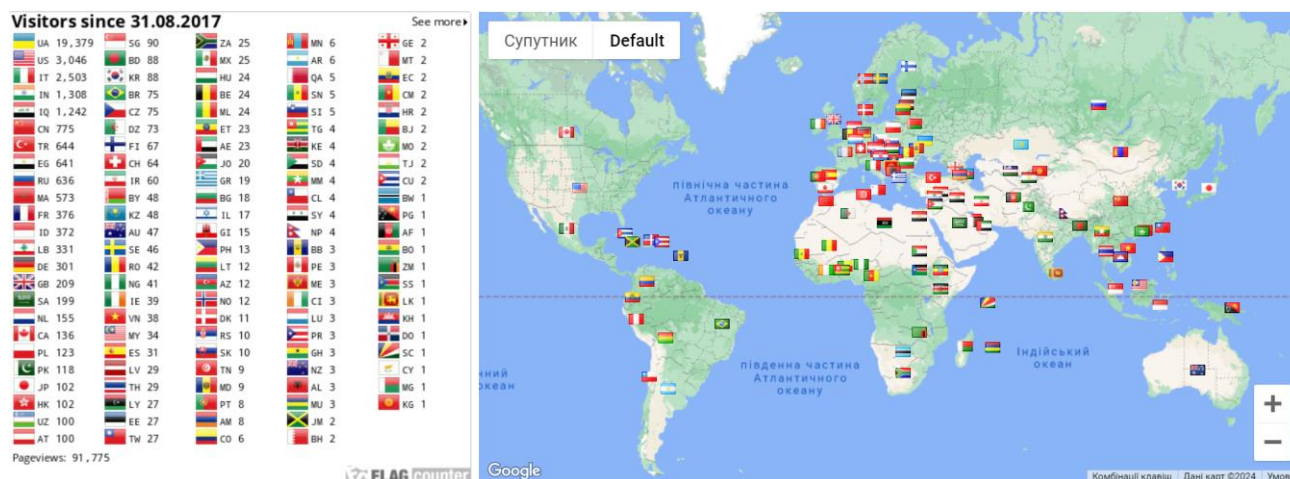 Visitors since 31.08.2017
See more
UA 19,379
US 3,046
IT 2,503
IN 1,308
IQ 1,242
CN 775
TR 644
EG 641
RU 636
MA 573
FR 376
ID 372
LB 331
DE 301
GB 209
SA 199
NL 155
CA 136
PL 123
PK 118
JP 102
HK 102
UZ 100
AT 100
SG 90
BD 88
KR 88
BR 75
CZ 75
DZ 73
FI 67
CH 64
IR 60
BY 48
KZ 48
AU 47
SE 46
RO 42
NG 41
IE 39
VN 38
MY 34
ES 31
LV 29
TH 29
LY 27
EE 27
TW 27
ZA 25
MX 25
HU 24
BE 24
ML 24
ET 23
AE 23
JO 20
GR 19
BG 18
IL 17
GI 15
PH 13
LT 12
AZ 12
NO 12
DK 11
RS 10
SK 10
TN 9
MD 9
PT 8
AM 8
CO 6
MN 6
AR 6
QA 5
SN 5
SI 5
TG 4
KE 4
SD 4
MM 4
CL 4
SY 4
NP 4
BB 3
PE 3
ME 3
CI 3
LU 3
PR 3
GH 3
NZ 3
AL 3
MU 3
JM 2
BH 2
GE 2
MT 2
EC 2
CM 2
HR 2
BJ 2
MO 2
TJ 2
CU 2
BW 1
PG 1
AF 1
BO 1
ZM 1
SS 1
LK 1
KH 1
DO 1
SC 1
CY 1
MG 1
KG 1
Pageviews: 91,775
FLAG counter
Супутник
Default
північна частина
Атлантичного
океану
південна частина
Атлантичного
океану
Індійський
океан
океан
Google
Комбінації клавіш
Дані карт ©2024
Умов